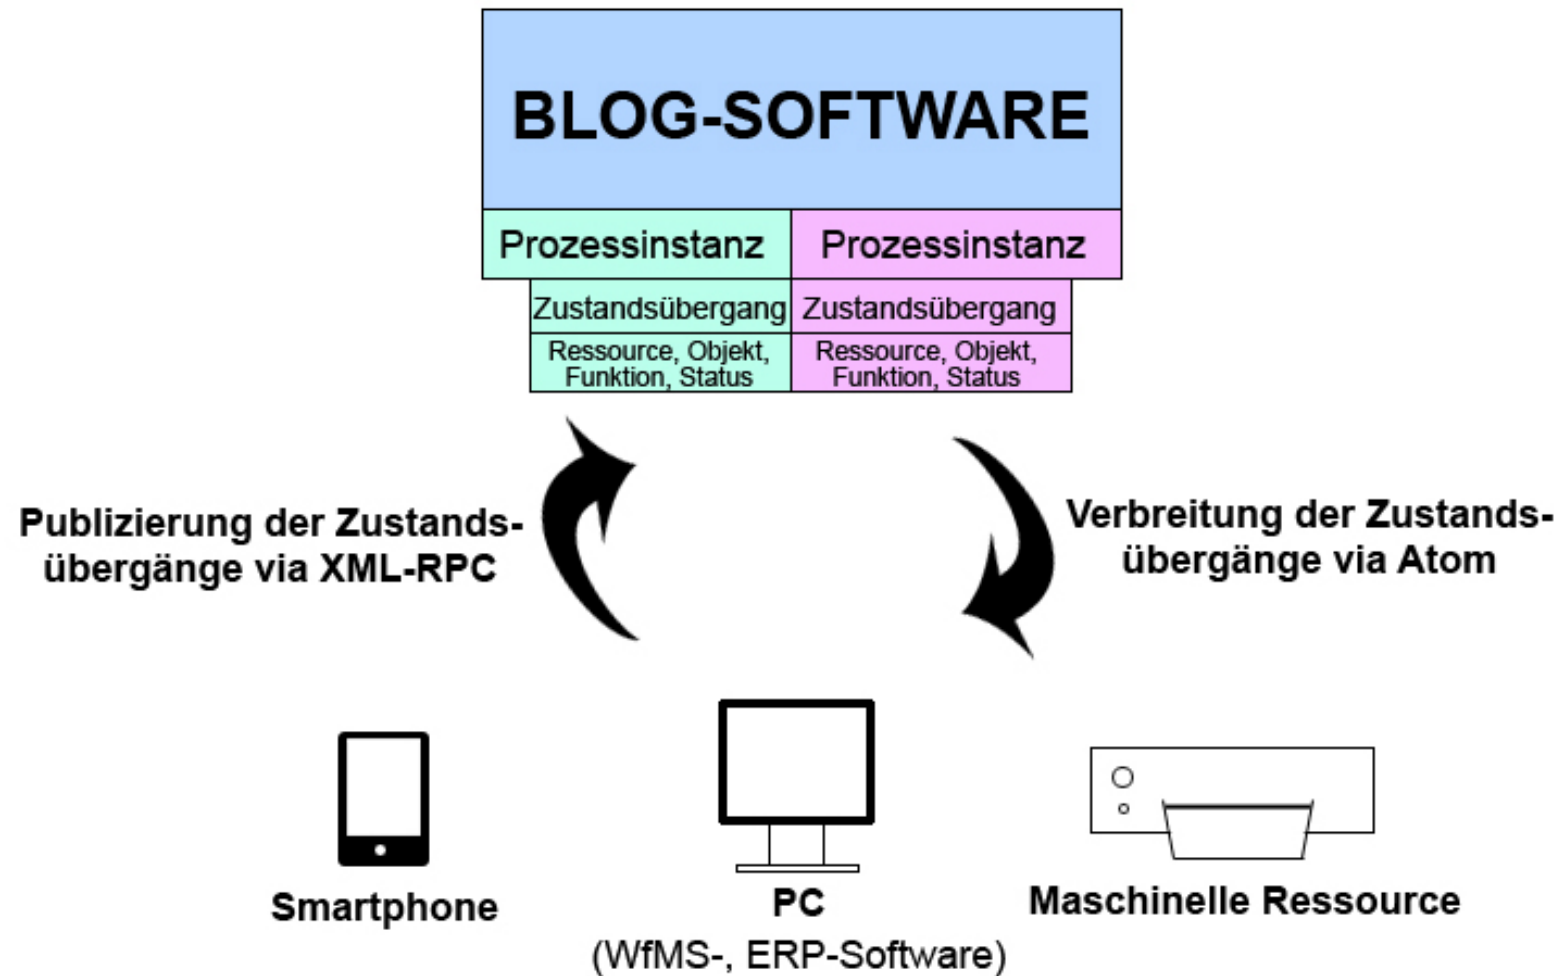 BLOG-SOFTWARE
Prozessinstanz
Prozessinstanz
Zustandsübergang
Zustandsübergang
Ressource, Objekt,
Funktion, Status
Ressource, Objekt,
Funktion, Status
Publizierung der Zustands-
übergänge via XML-RPC
Verbreitung der Zustands-
übergänge via Atom
Smartphone
PC
(WfMS-, ERP-Software)
Maschinelle Ressource